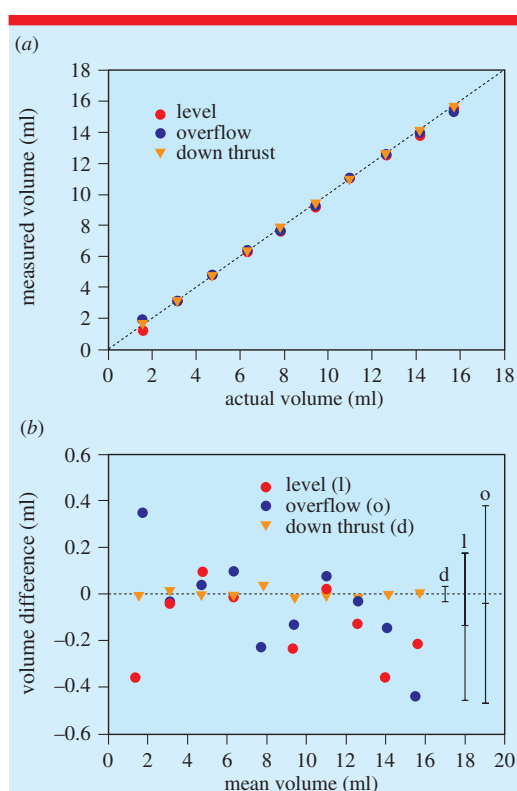 (a)
18
16
14
12
10
8
6
4
2
0
measured volume (ml)
level
overflow
down thrust
2 4 6 8 10 12 14 16 18
actual volume (ml)
(b)
0.6
0.4
0.2
0
–0.2
–0.4
–0.6
volume difference (ml)
level (l)
overflow (o)
down thrust (d)
d
l
o
0 2 4 6 8 10 12 14 16 18 20
mean volume (ml)